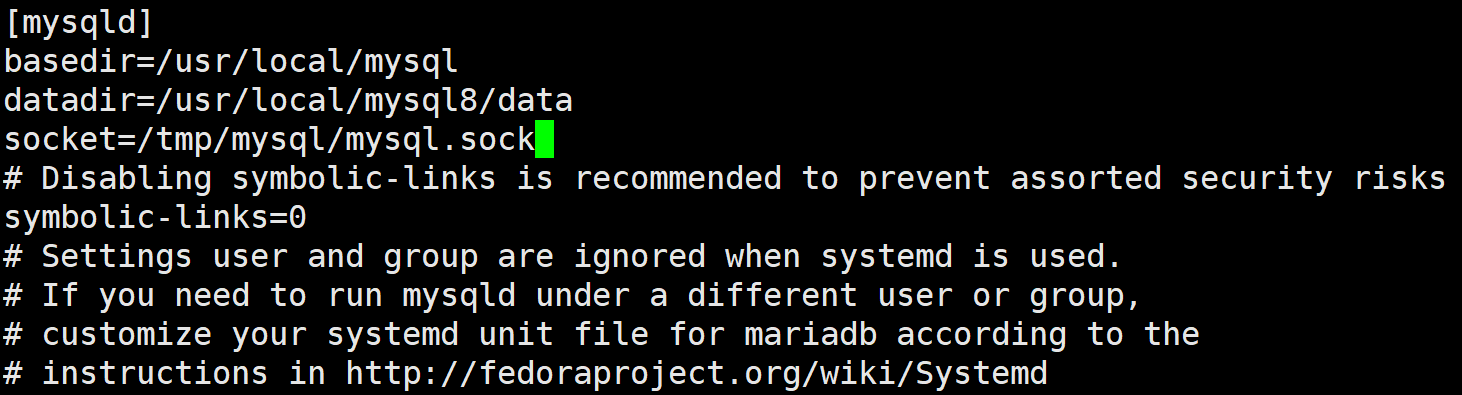 [mysqld]
basedir=/usr/local/mysql
datadir=/usr/local/mysql8/data
socket=/tmp/mysql/mysql.sock
# Disabling symbolic-links is recommended to prevent assorted security risks
symbolic-links=0
# Settings user and group are ignored when systemd is used.
# If you need to run mysqld under a different user or group,
# customize your systemd unit file for mariadb according to the
# instructions in http://fedoraproject.org/wiki/Systemd